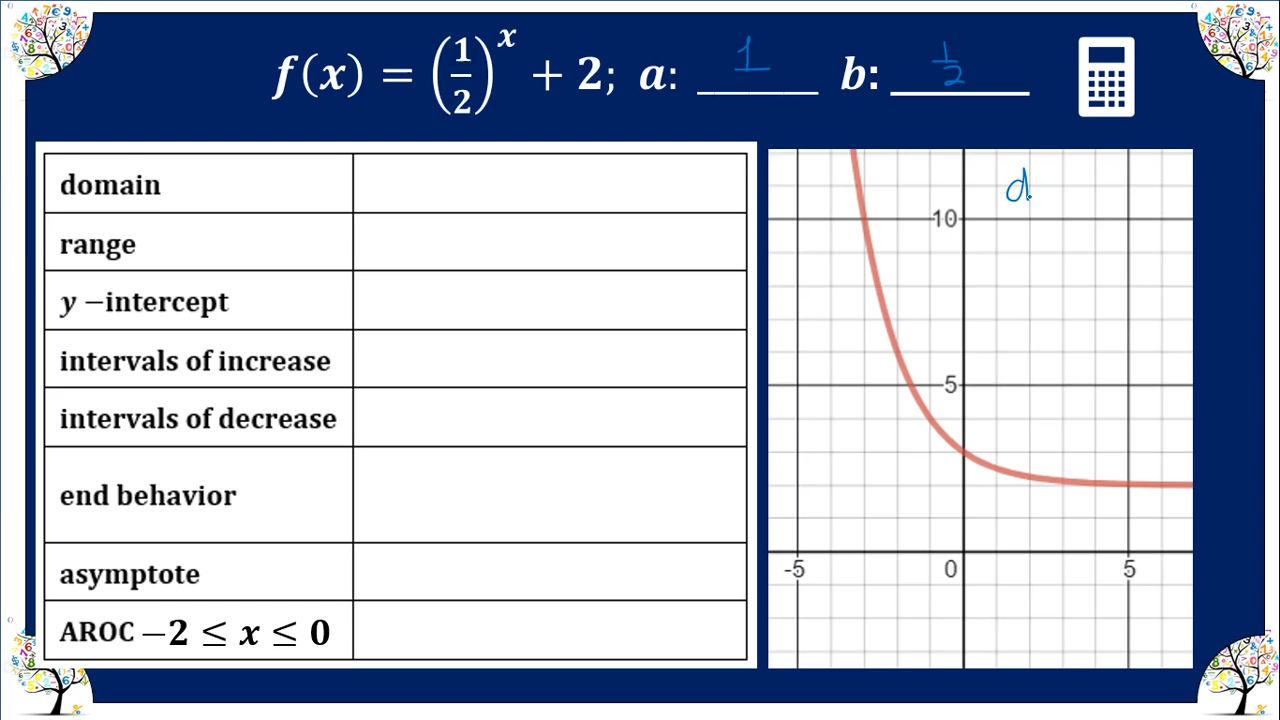 f(x) = (1/2)^x + 2; a: 1 b: 1/2
domain
range
y −intercept
intervals of increase
intervals of decrease
end behavior
asymptote
AROC −2 ≤ x ≤ 0
d
10
5
-5 0 5